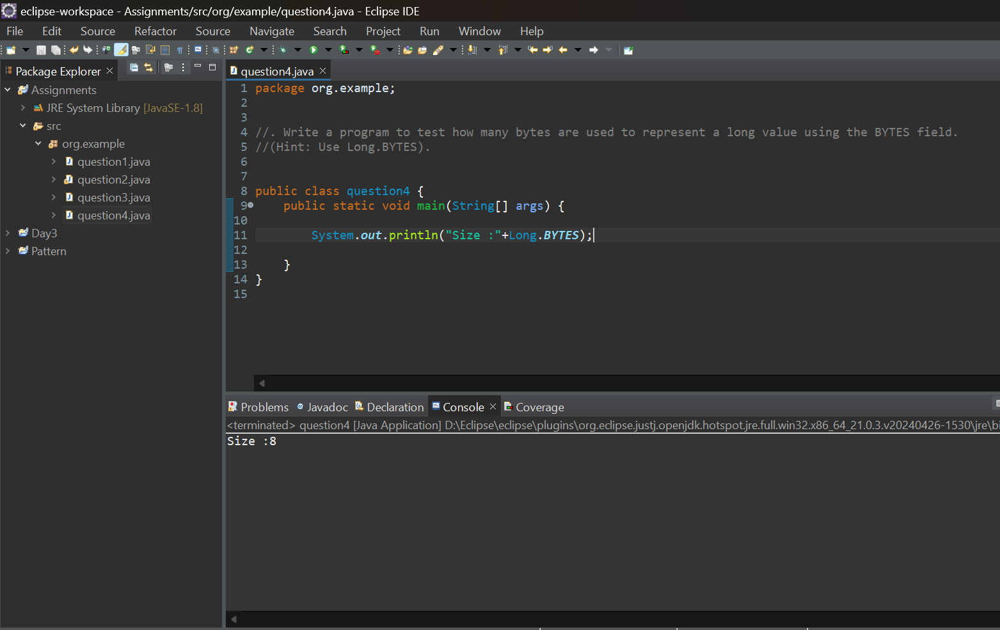 eclipse-workspace - Assignments/src/org/example/question4.java - Eclipse IDE
File Edit Source Refactor Source Navigate Search Project Run Window Help
Package Explorer
Assignments
JRE System Library [JavaSE-1.8]
src
org.example
question1.java
question2.java
question3.java
question4.java
Day3
Pattern
question4.java
1 package org.example;
2
3
4 //. Write a program to test how many bytes are used to represent a long value using the BYTES field.
5 //(Hint: Use Long.BYTES).
6
7
8 public class question4 {
9 public static void main(String[] args) {
10
11 System.out.println("Size :"+Long.BYTES);
12
13 }
14 }
15
Problems Javadoc Declaration Console Coverage
<terminated> question4 [Java Application] D:\Eclipse\eclipse\plugins\org.eclipse.justj.openjdk.hotspot.jre.full.win32.x86_64_21.0.3.v20240426-1530\jre\bi
Size :8